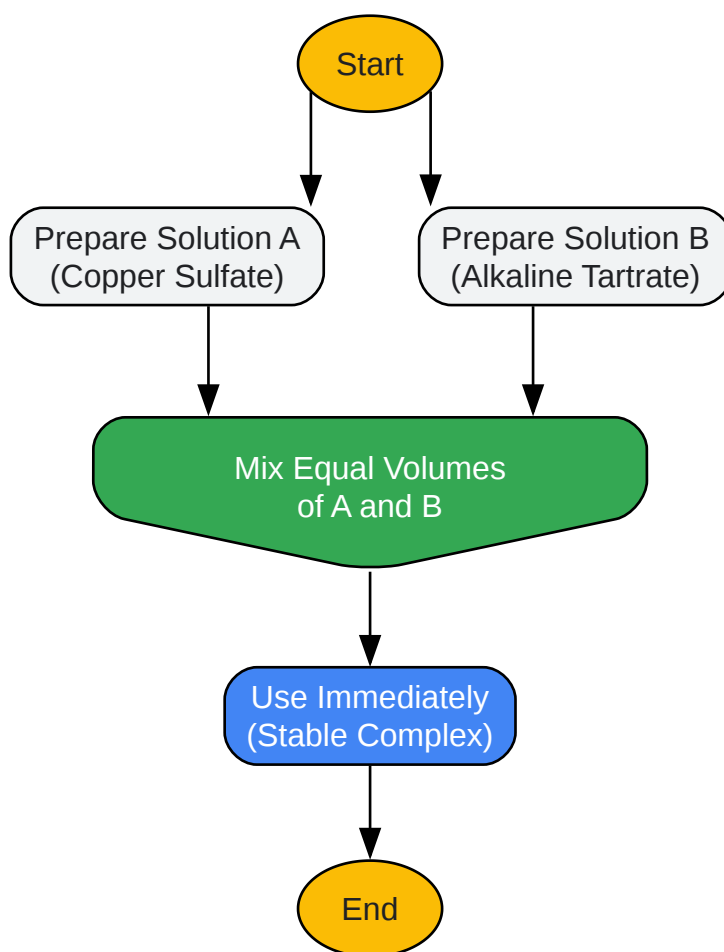 Start
Prepare Solution A
(Copper Sulfate)
Prepare Solution B
(Alkaline Tartrate)
Mix Equal Volumes
of A and B
Use Immediately
(Stable Complex)
End